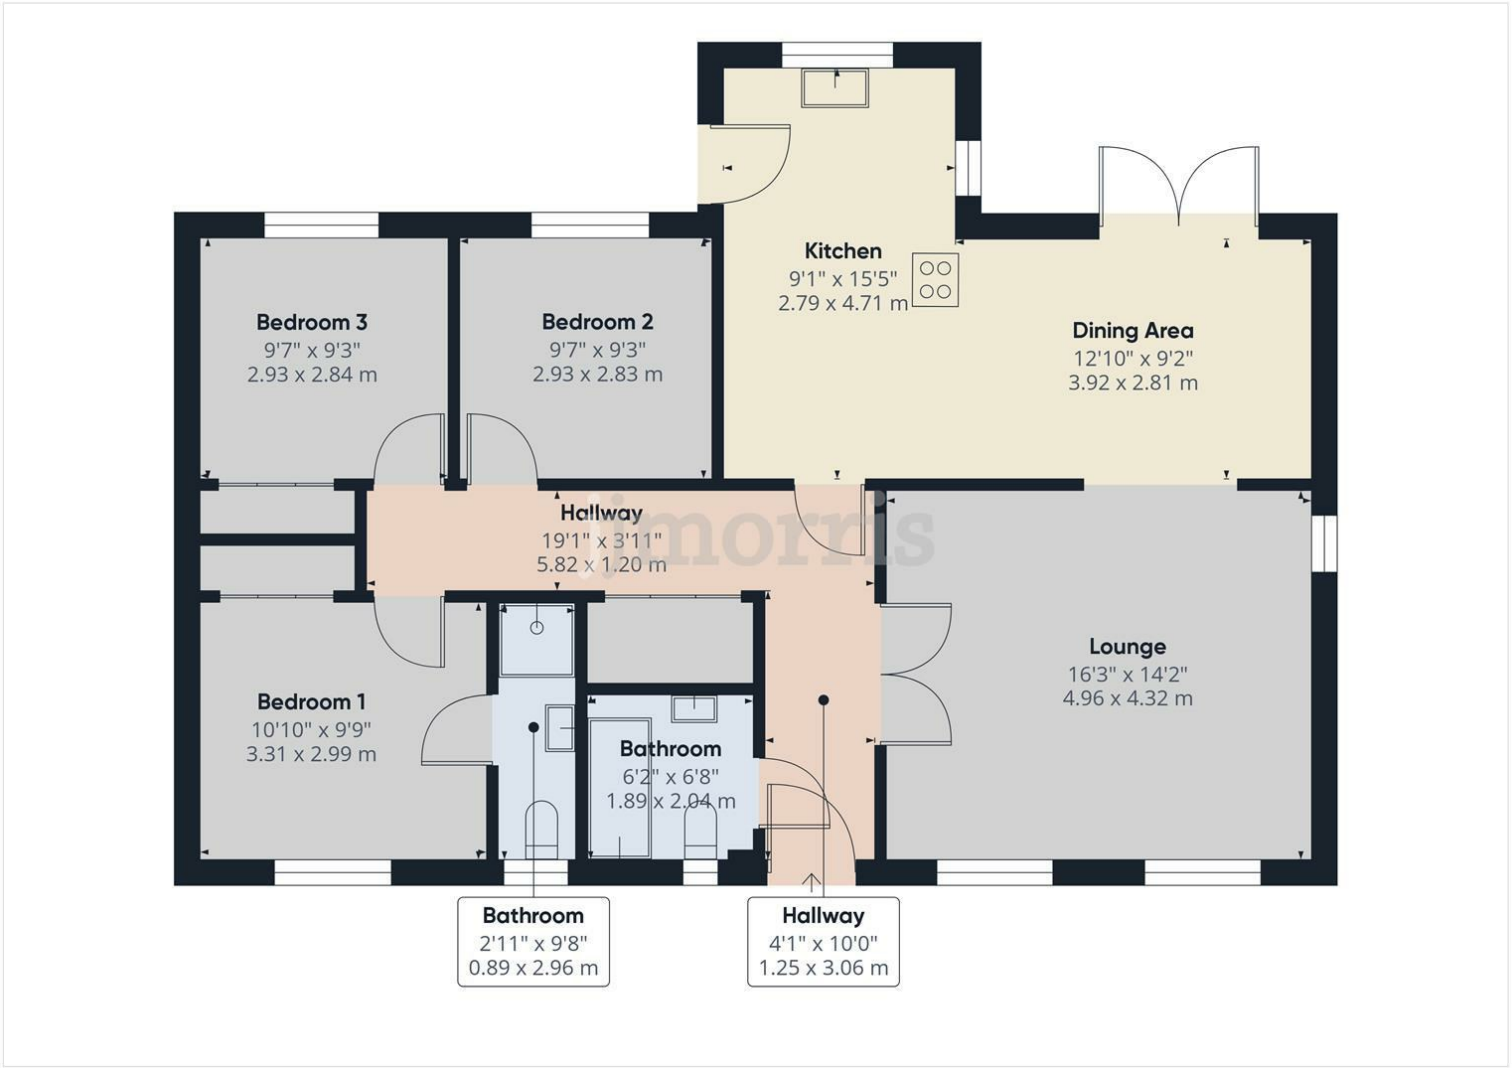 Kitchen
9'1" x 15'5"
2.79 x 4.71 m
Bedroom 3
9'7" x 9'3"
2.93 x 2.84 m
Bedroom 2
9'7" x 9'3"
2.93 x 2.83 m
Dining Area
12'10" x 9'2"
3.92 x 2.81 m
Hallway
19'1" x 3'11"
5.82 x 1.20 m
jjmorris
Lounge
16'3" x 14'2"
4.96 x 4.32 m
Bedroom 1
10'10" x 9'9"
3.31 x 2.99 m
Bathroom
6'2" x 6'8"
1.89 x 2.04 m
Bathroom
2'11" x 9'8"
0.89 x 2.96 m
Hallway
4'1" x 10'0"
1.25 x 3.06 m